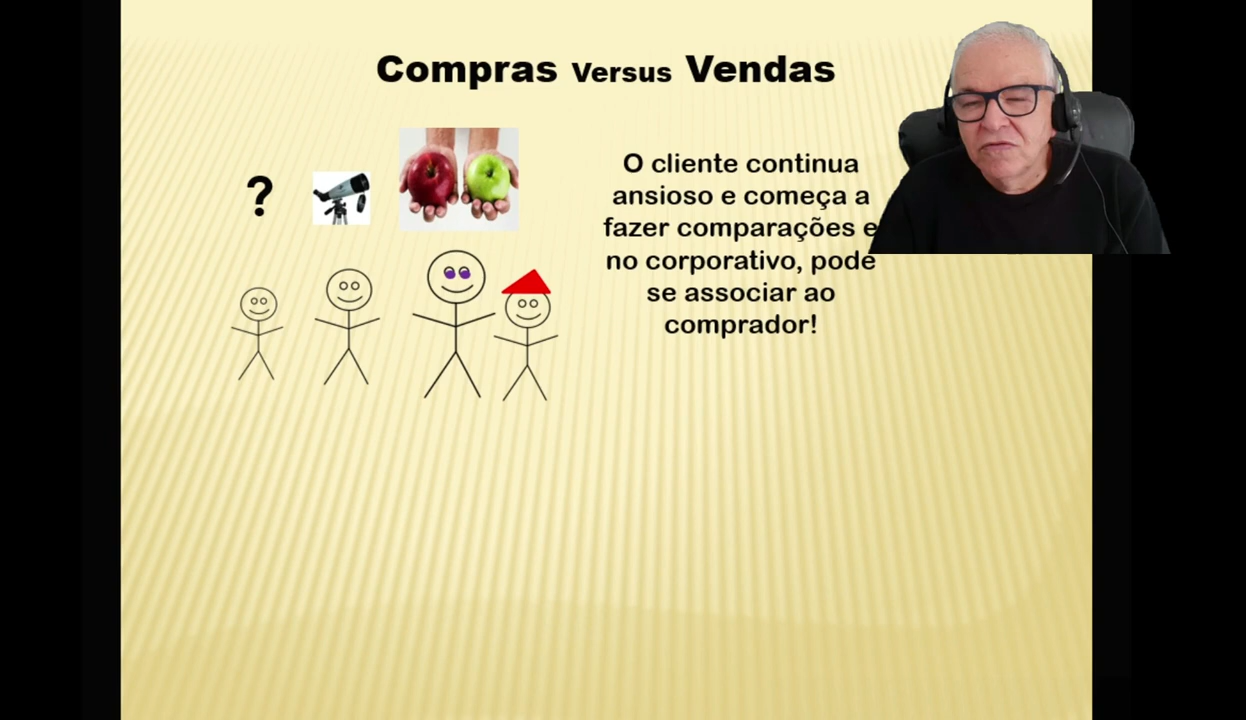 Compras Versus Vendas
?
O cliente continua
ansioso e começa a
fazer comparações e
no corporativo, pode
se associar ao
comprador!